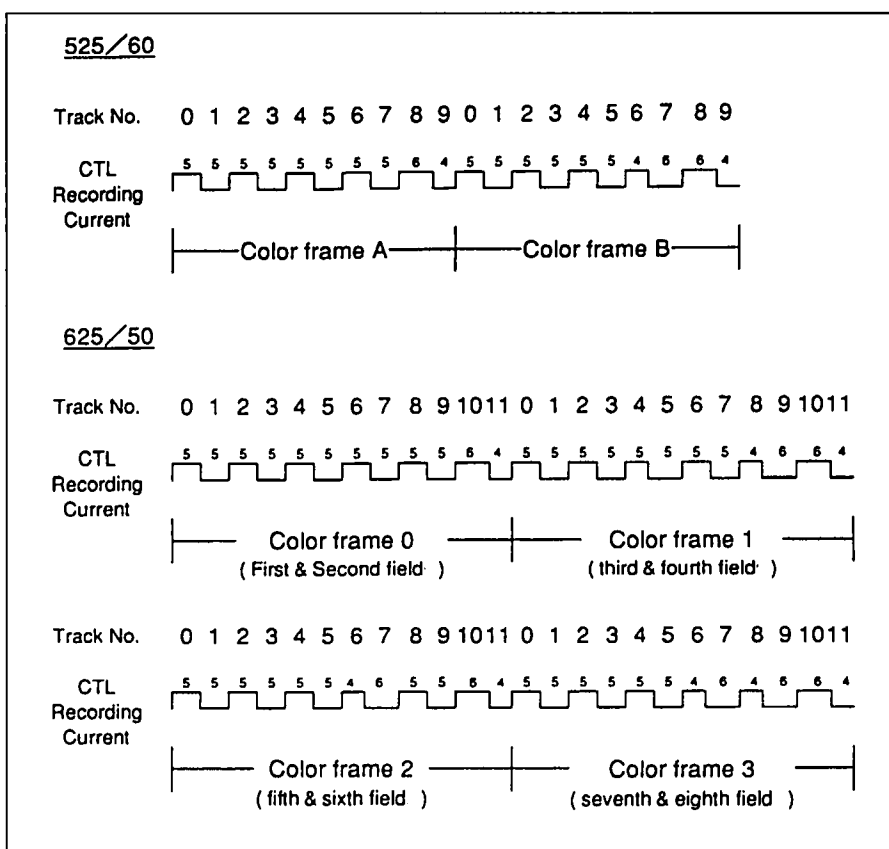 525/60
Track No. 0 1 2 3 4 5 6 7 8 9 0 1 2 3 4 5 6 7 8 9
5 5 5 5 5 5 5 5 6 4 5 5 5 5 5 5 4 6 6 4
CTL
Recording
Current
Color frame A Color frame B
625/50
Track No. 0 1 2 3 4 5 6 7 8 9 10 11 0 1 2 3 4 5 6 7 8 9 10 11
5 5 5 5 5 5 5 5 5 5 6 4 5 5 5 5 5 5 5 5 4 6 6 4
CTL
Recording
Current
Color frame 0 Color frame 1
( First & Second field ) ( third & fourth field )
Track No. 0 1 2 3 4 5 6 7 8 9 10 11 0 1 2 3 4 5 6 7 8 9 10 11
5 5 5 5 5 5 4 6 5 5 6 4 5 5 5 5 5 5 4 6 4 6 6 4
CTL
Recording
Current
Color frame 2 Color frame 3
( fifth & sixth field ) ( seventh & eighth field )